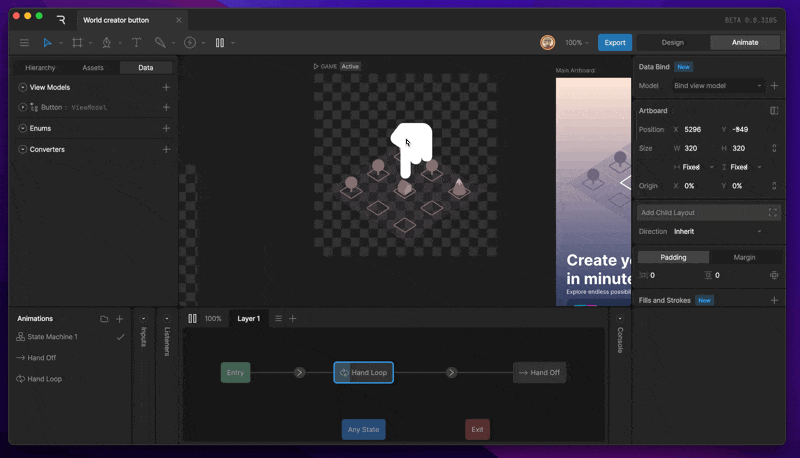 World creator button
BETA 0.8.3105
100%
Export
Design
Animate
Hierarchy
Assets
Data
View Models
Button : ViewModel
Enums
Converters
GAME Active
Main Artboard
Create
in minute
Explore endless possibil
Data Bind New
Model Bind view model
Artboard
Position X 5296 Y -949
Size W 320 H 320
Fixed Fixed
Origin X 0% Y 0%
Add Child Layout
Direction Inherit
Padding
Margin
0 0
Fills and Strokes New
Animations
State Machine 1
Hand Off
Hand Loop
Inputs
Listeners
100%
Layer 1
Entry
Hand Loop
Hand Off
Any State
Exit
Console